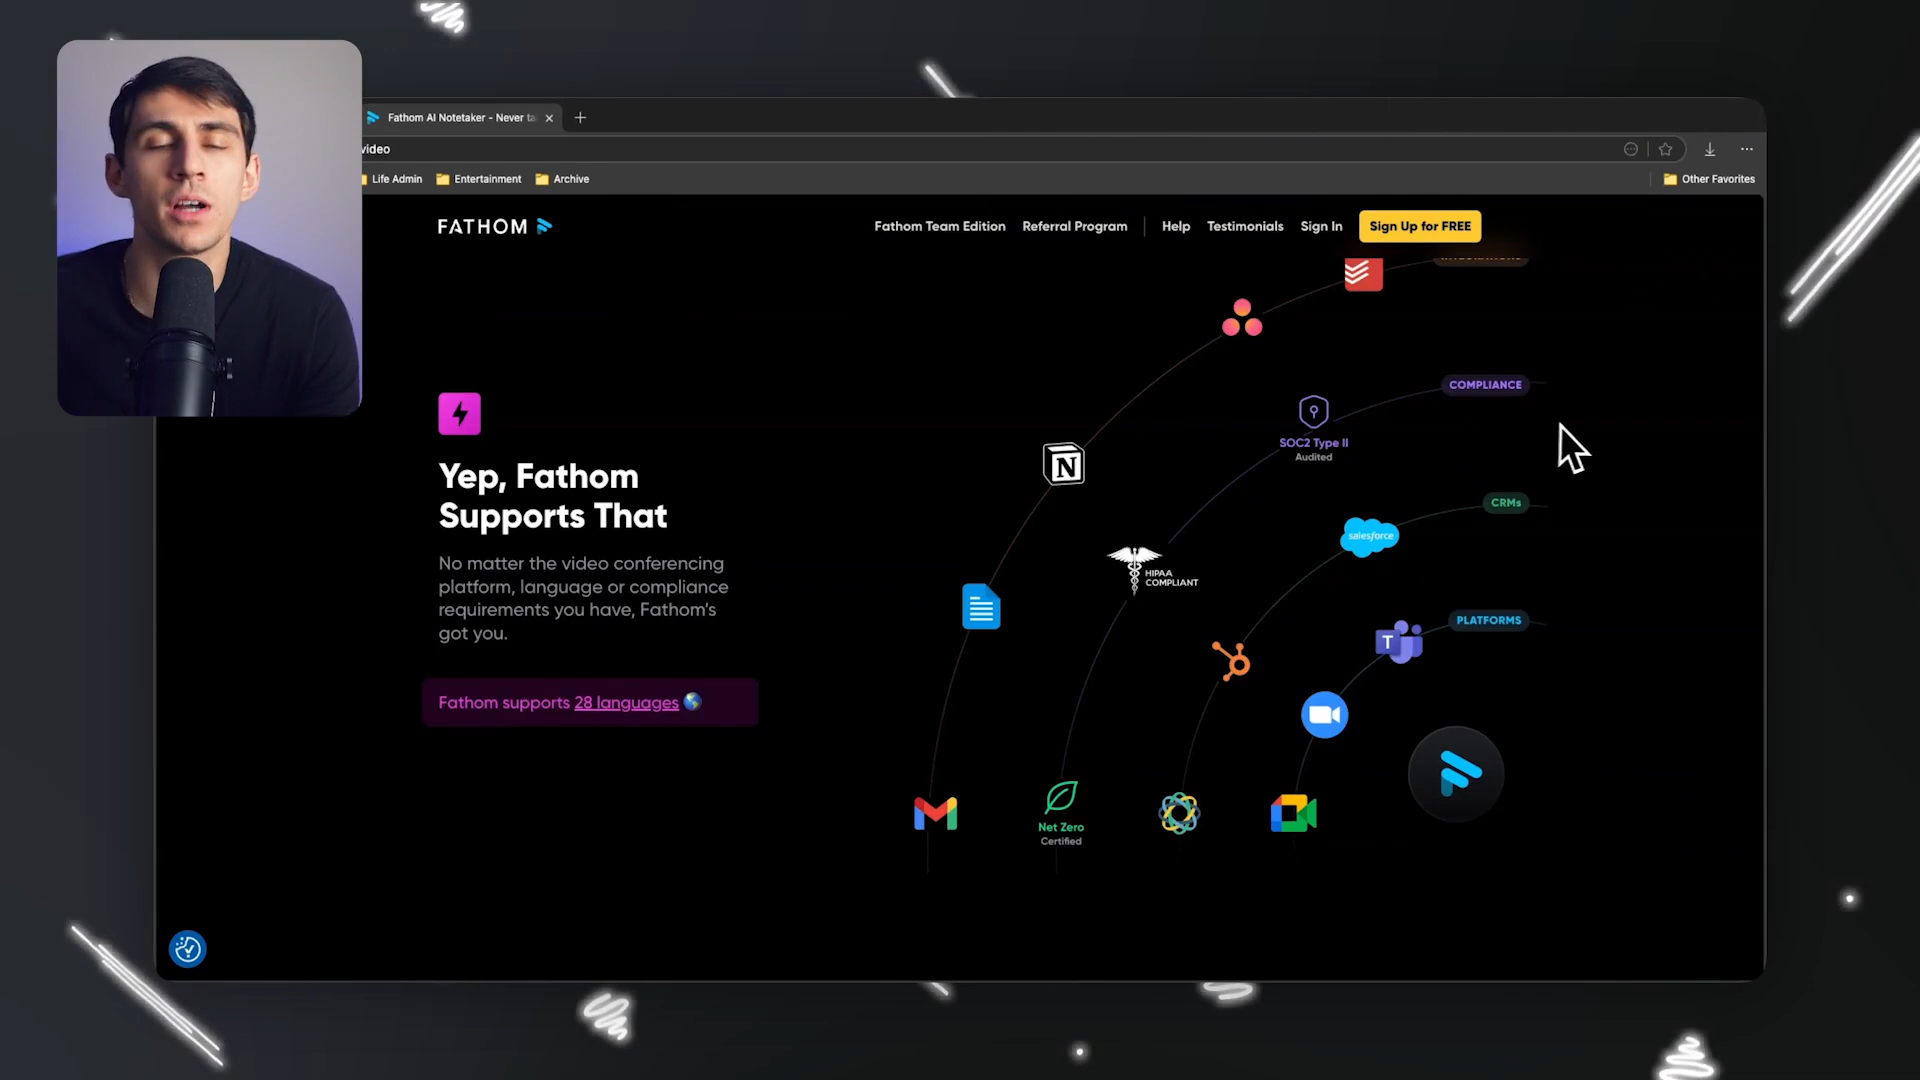 Fathom AI Notetaker - Never ta
video
Life Admin
Entertainment
Archive
Other Favorites
FATHOM
Fathom Team Edition
Referral Program
Help
Testimonials
Sign In
Sign Up for FREE
COMPLIANCE
SOC2 Type II
Audited
Yep, Fathom
Supports That
N
CRMs
salesforce
No matter the video conferencing
platform, language or compliance
requirements you have, Fathom's
got you.
HIPAA
COMPLIANT
PLATFORMS
T
Fathom supports 28 languages
Net Zero
Certified